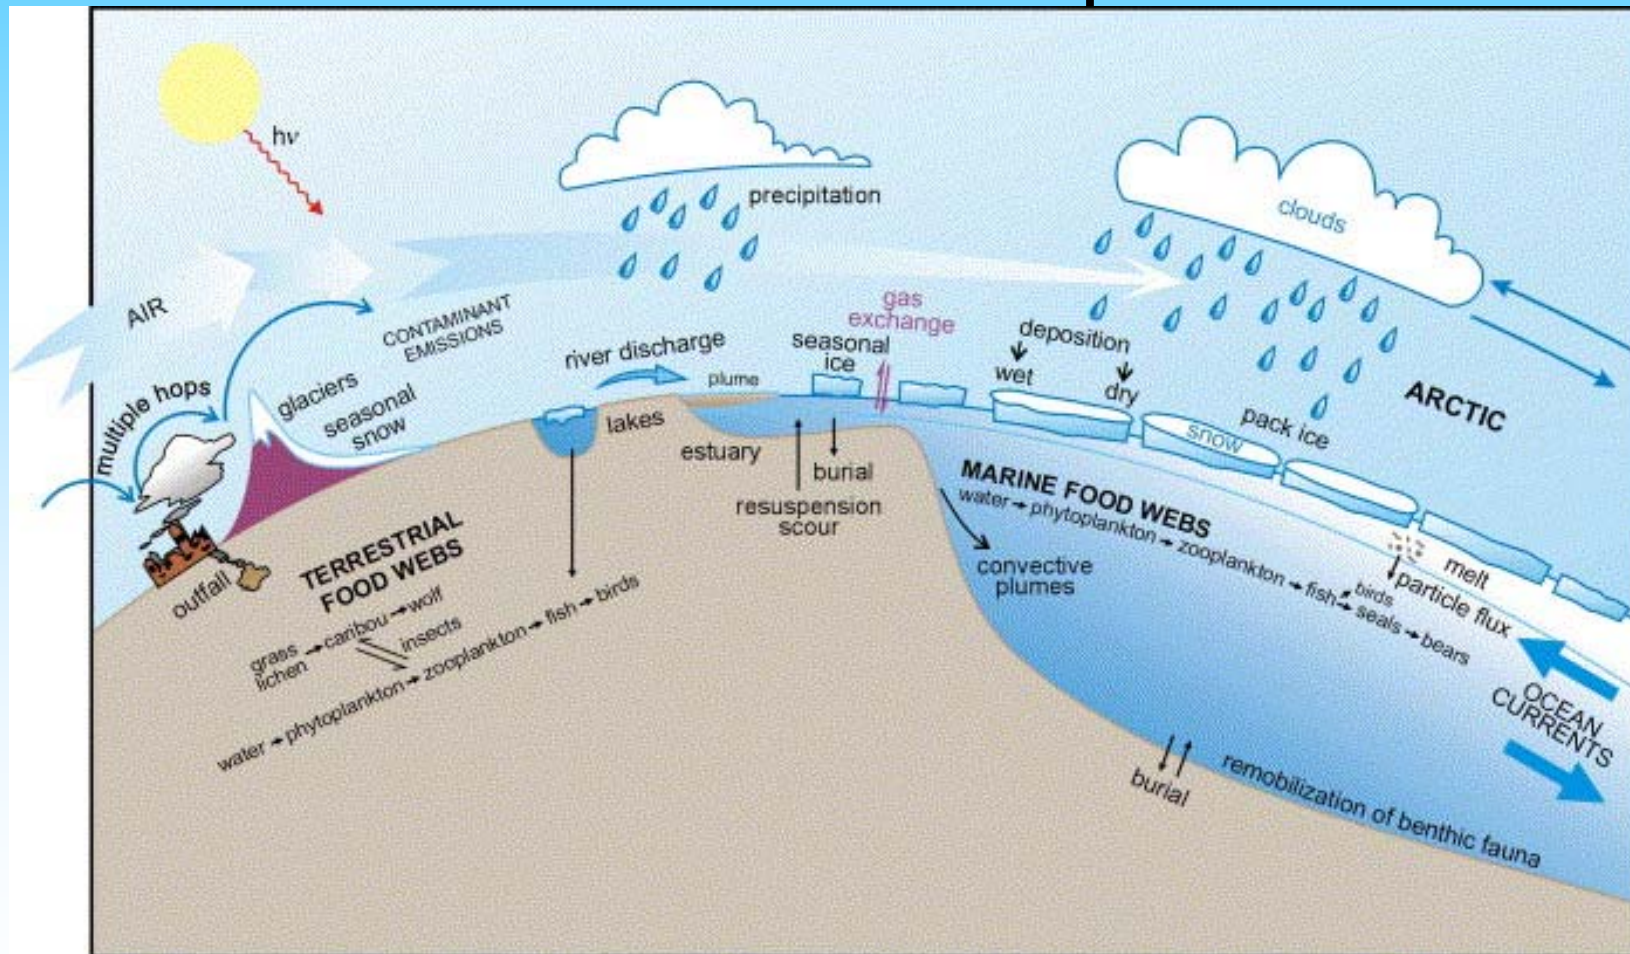 hν
precipitation
clouds
AIR
CONTAMINANT
EMISSIONS
gas
exchange
multiple hops
glaciers
seasonal
snow
river discharge
plume
seasonal
ice
deposition
wet
dry
ARCTIC
pack ice
snow
lakes
estuary
burial
resuspension
scour
outfall
TERRESTRIAL
FOOD WEBS
grass
lichen
caribou
wolf
insects
water
phytoplankton
zooplankton
fish
birds
MARINE FOOD WEBS
water
phytoplankton
zooplankton
fish
birds
seals
bears
convective
plumes
melt
particle flux
OCEAN
CURRENTS
burial
remobilization of benthic fauna